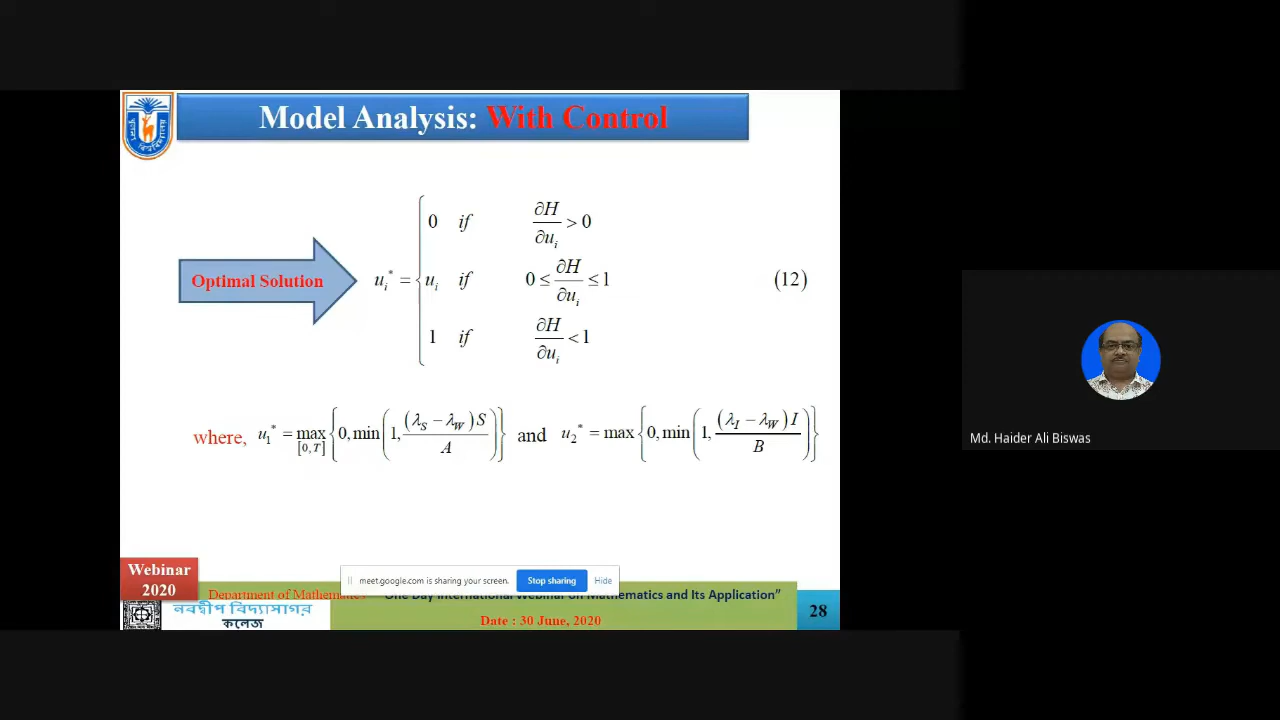 Model Analysis: With Control
Optimal Solution
u_i^* = { 0 if ∂H/∂u_i > 0
u_i if 0 ≤ ∂H/∂u_i ≤ 1
1 if ∂H/∂u_i < 1
(12)
where, u_1^* = max_{[0,T]} {0, min(1, (λ_S − λ_W)S / A)} and u_2^* = max {0, min(1, (λ_I − λ_W)I / B)}
Md. Haider Ali Biswas
Webinar
2020
meet.google.com is sharing your screen. Stop sharing Hide
Department of Mathematics "One Day International Webinar on Mathematics and Its Application”
নবদ্বীপ বিদ্যাসাগর
কলেজ
Date : 30 June, 2020
28